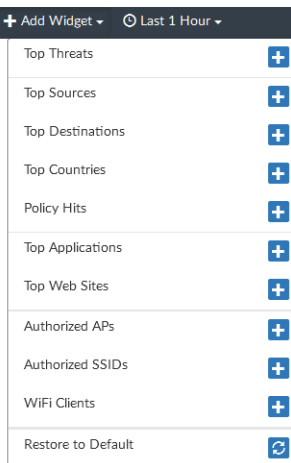 Add Widget Last 1 Hour
Top Threats
Top Sources
Top Destinations
Top Countries
Policy Hits
Top Applications
Top Web Sites
Authorized APs
Authorized SSIDs
WiFi Clients
Restore to Default